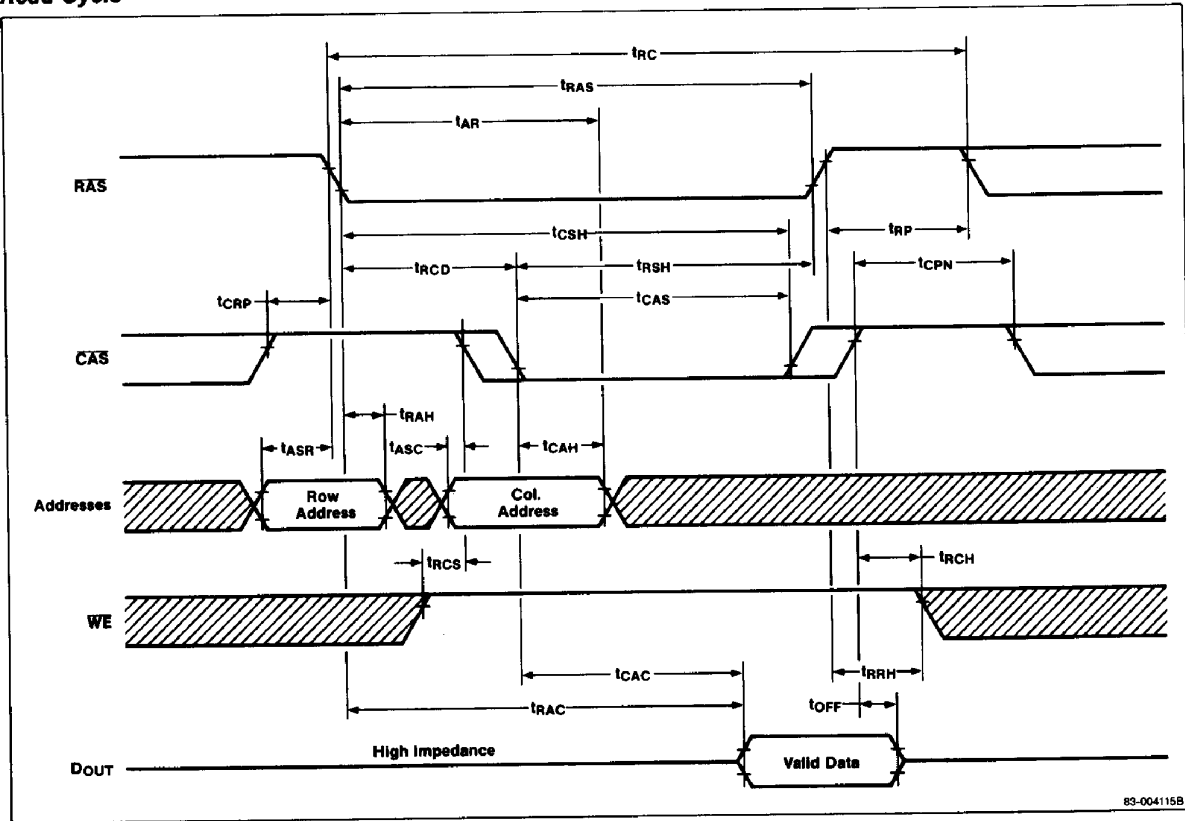 Read Cycle
tRC
tRAS
tAR
RAS
tCSH
tRP
tRCD
tRSH
tCPN
tCRP
tCAS
CAS
tRAH
tASR
tASC
tCAH
Addresses
Row
Address
Col.
Address
tRCS
tRCH
WE
tCAC
tRRH
tRAC
tOFF
High Impedance
DOUT
Valid Data
83-004115B